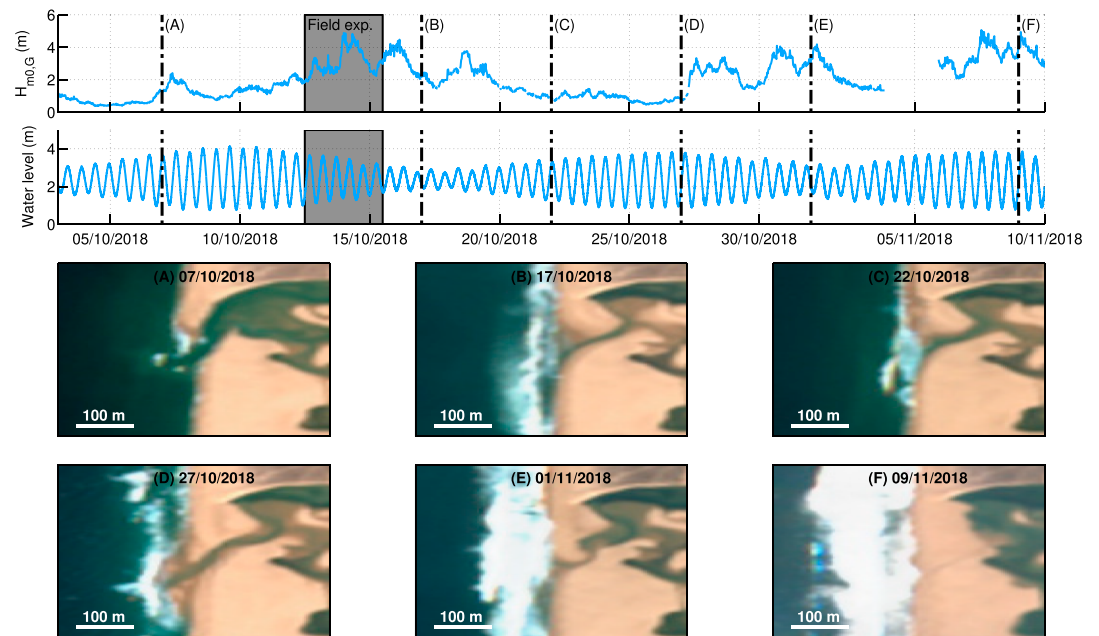 6
4
2
0
H_m0,G (m)
(A)
Field exp.
(B)
(C)
(D)
(E)
(F)
4
2
0
Water level (m)
05/10/2018
10/10/2018
15/10/2018
20/10/2018
25/10/2018
30/10/2018
05/11/2018
10/11/2018
(A) 07/10/2018
100 m
(B) 17/10/2018
100 m
(C) 22/10/2018
100 m
(D) 27/10/2018
100 m
(E) 01/11/2018
100 m
(F) 09/11/2018
100 m